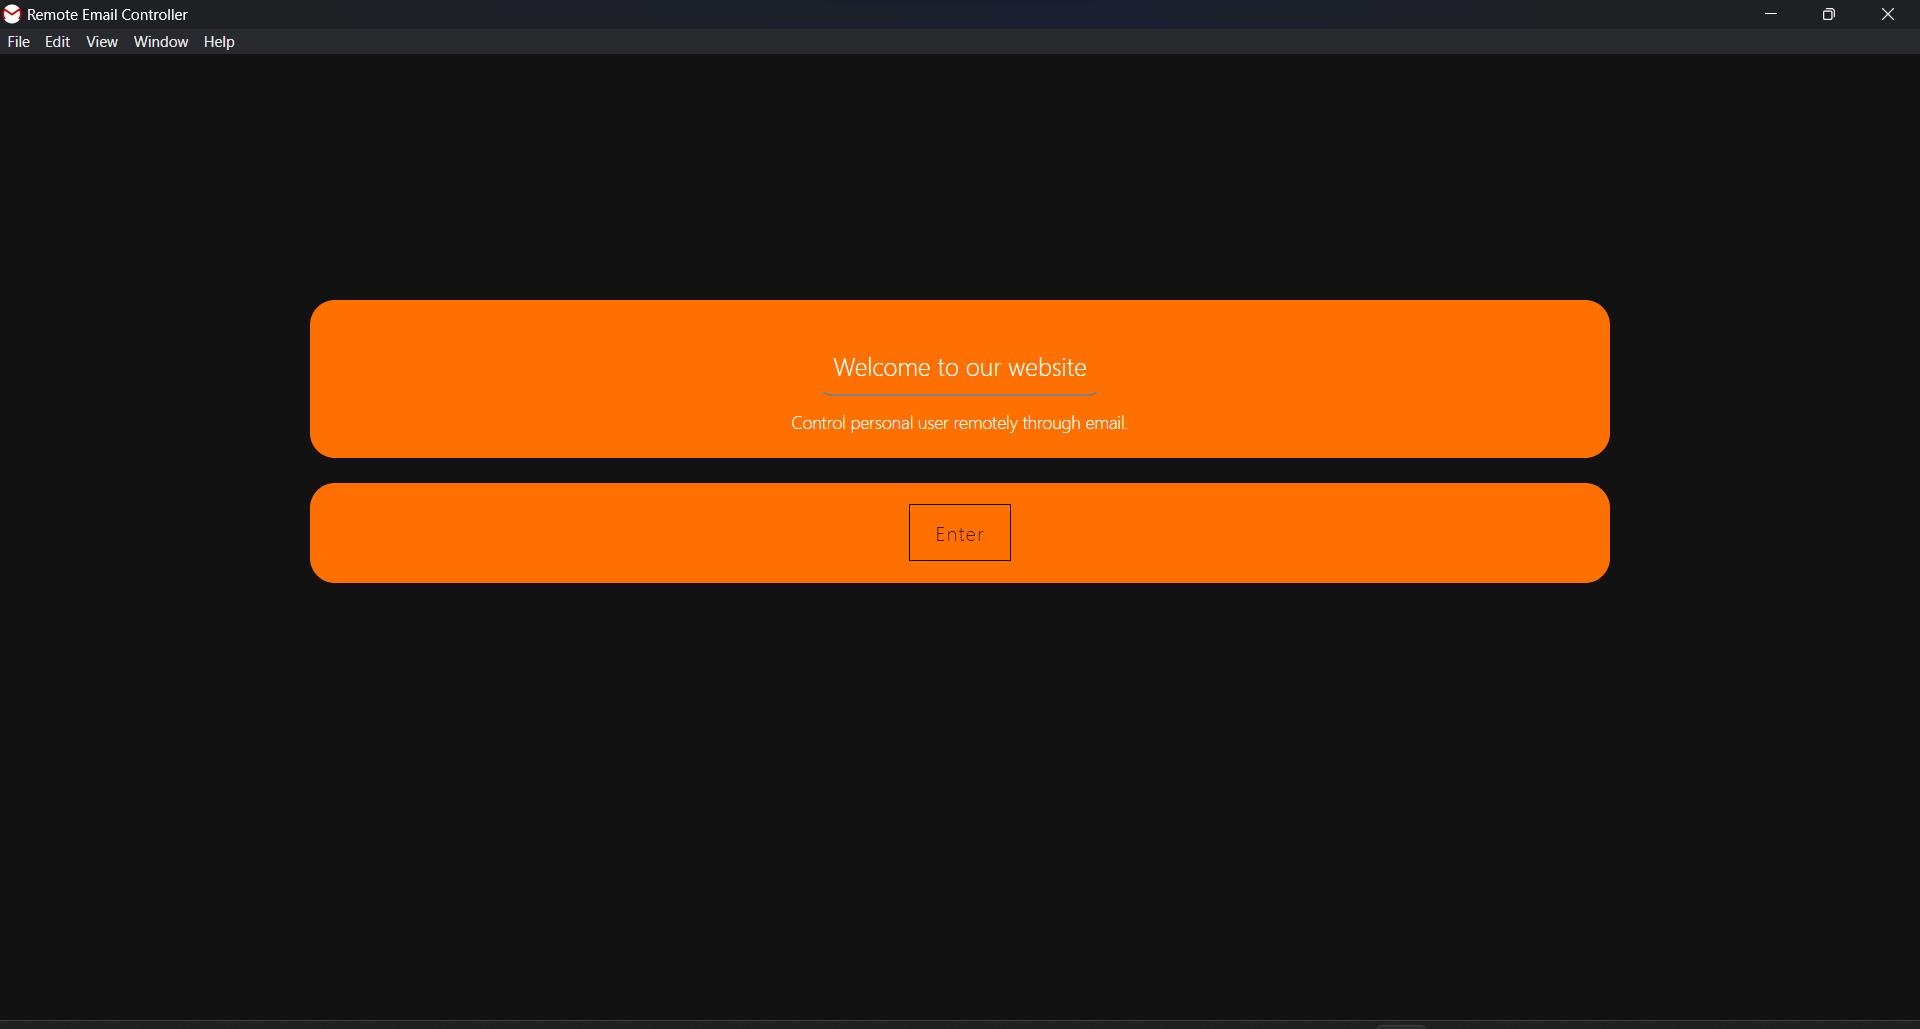 Remote Email Controller
File Edit View Window Help
Welcome to our website
Control personal user remotely through email.
Enter